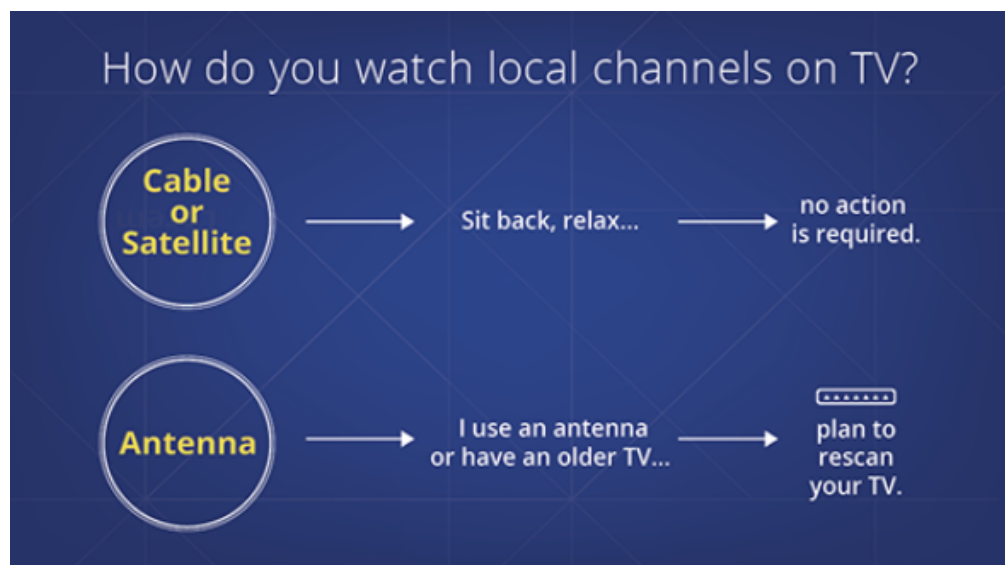 How do you watch local channels on TV?
Cable
or
Satellite
Sit back, relax...
no action
is required.
Antenna
I use an antenna
or have an older TV...
plan to
rescan
your TV.